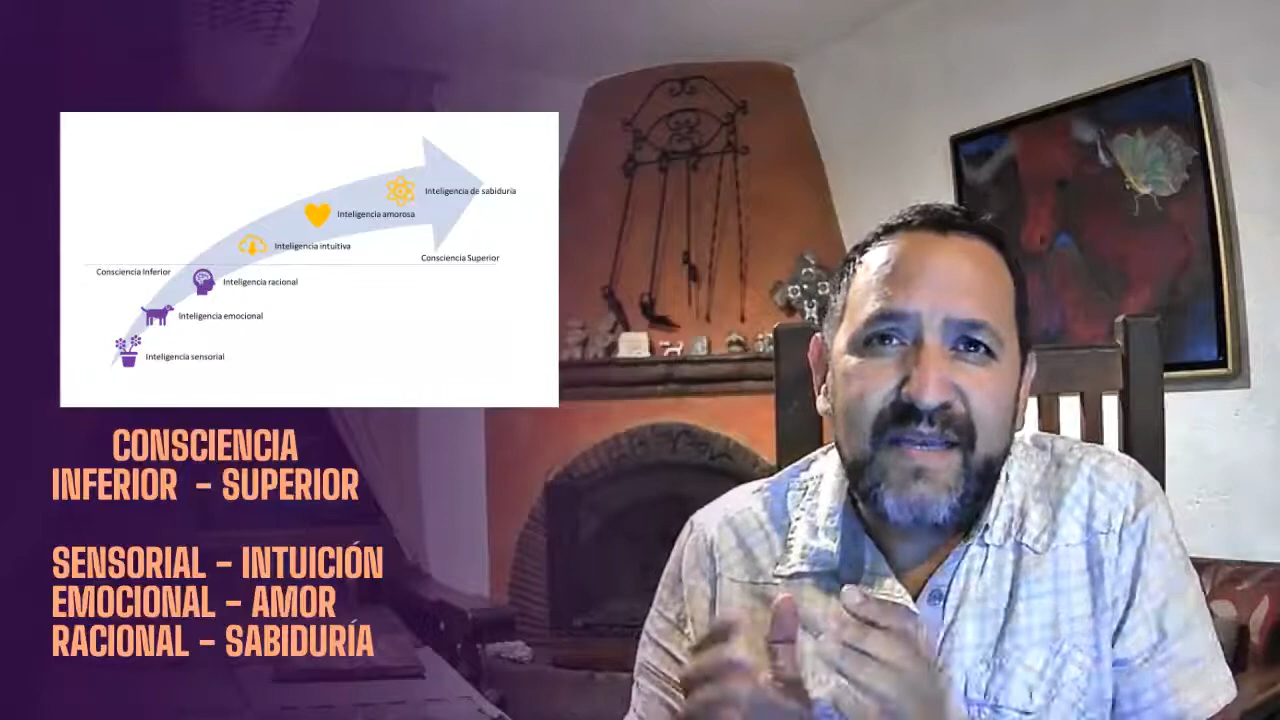 Inteligencia de sabiduría
Inteligencia amorosa
Inteligencia intuitiva
Consciencia Superior
Consciencia Inferior
Inteligencia racional
Inteligencia emocional
Inteligencia sensorial
CONSCIENCIA
INFERIOR - SUPERIOR
SENSORIAL - INTUICIÓN
EMOCIONAL - AMOR
RACIONAL - SABIDURÍA